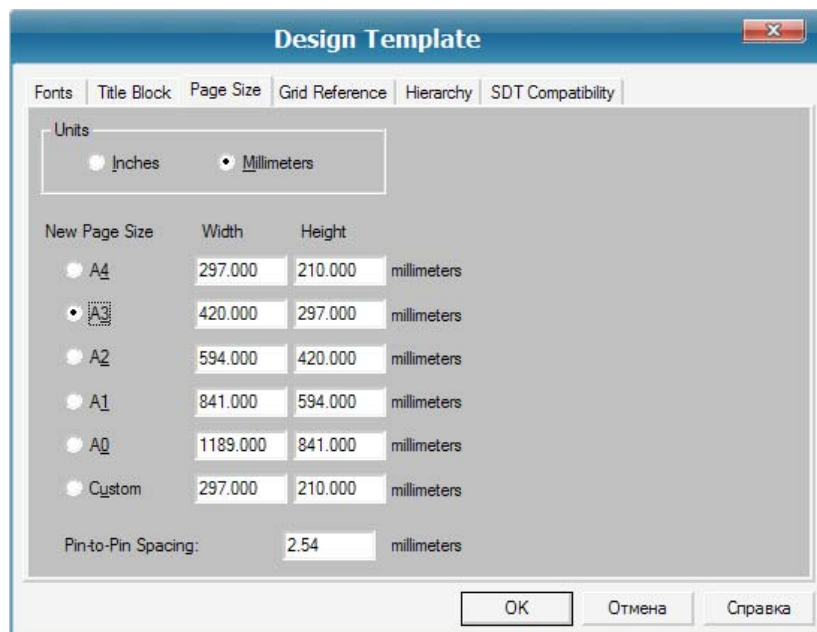 Design Template
Fonts Title Block Page Size Grid Reference Hierarchy SDT Compatibility
Units
Inches Millimeters
New Page Size Width Height
A4 297.000 210.000 millimeters
A3 420.000 297.000 millimeters
A2 594.000 420.000 millimeters
A1 841.000 594.000 millimeters
A0 1189.000 841.000 millimeters
Custom 297.000 210.000 millimeters
Pin-to-Pin Spacing: 2.54 millimeters
OK Отмена Справка